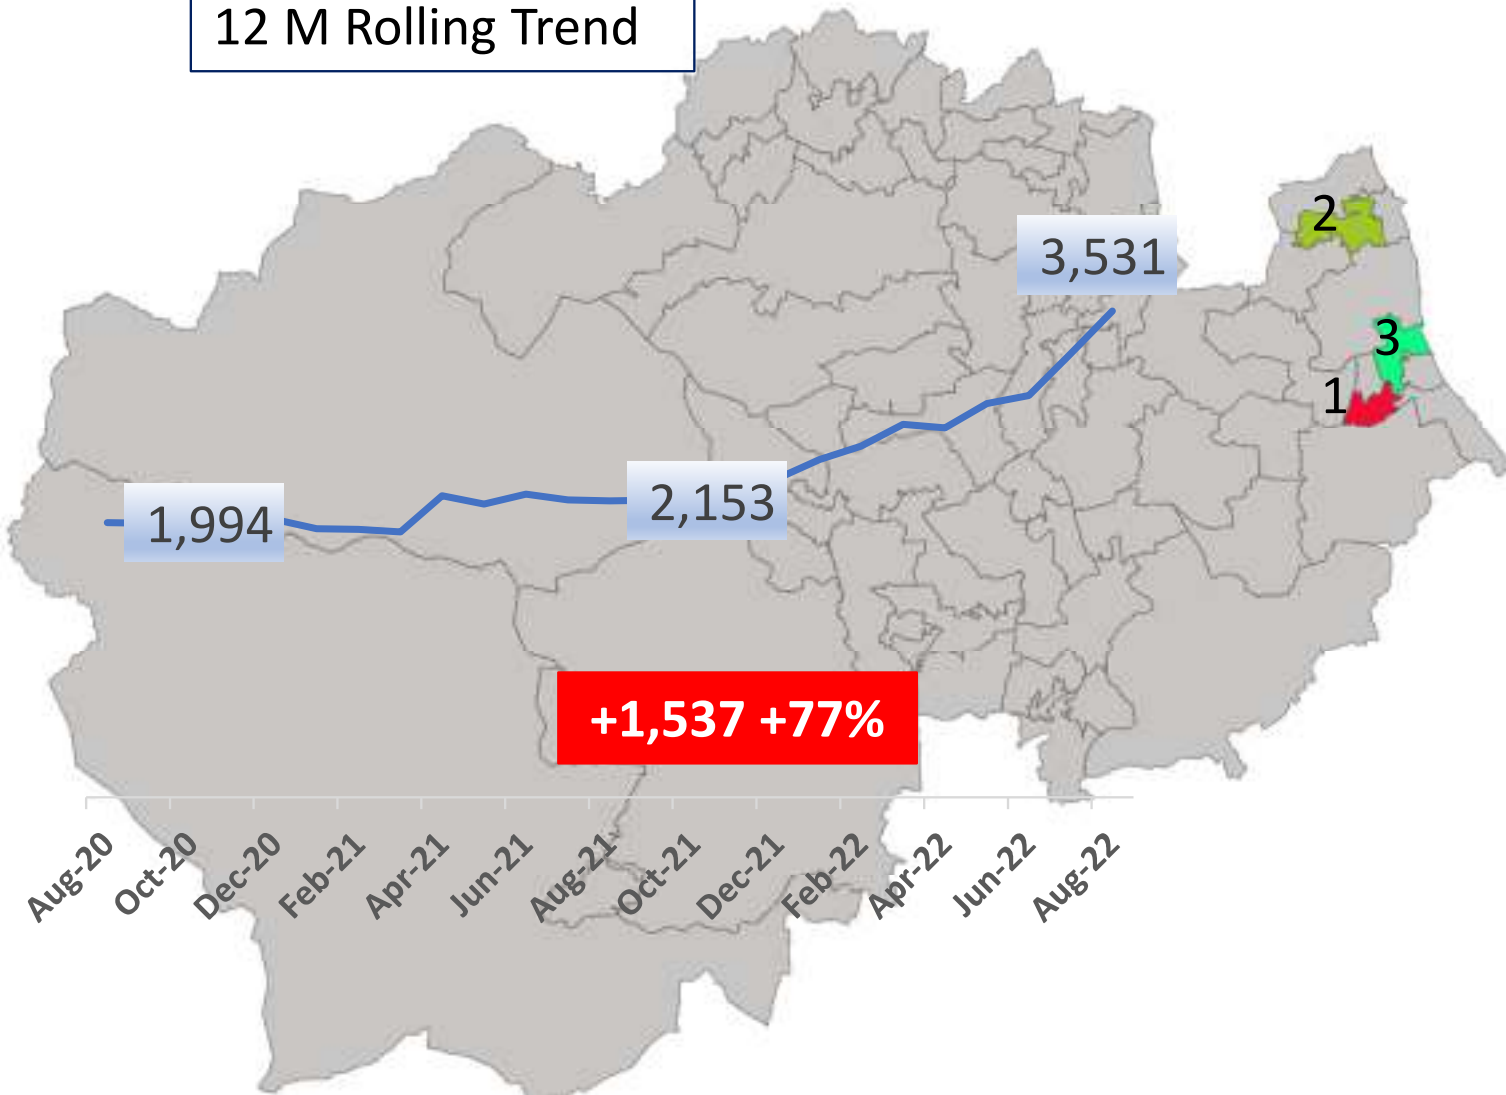 12 M Rolling Trend
2
3,531
3
1
2,153
1,994
+1,537 +77%
Aug-20
Oct-20
Dec-20
Feb-21
Apr-21
Jun-21
Aug-21
Oct-21
Dec-21
Feb-22
Apr-22
Jun-22
Aug-22